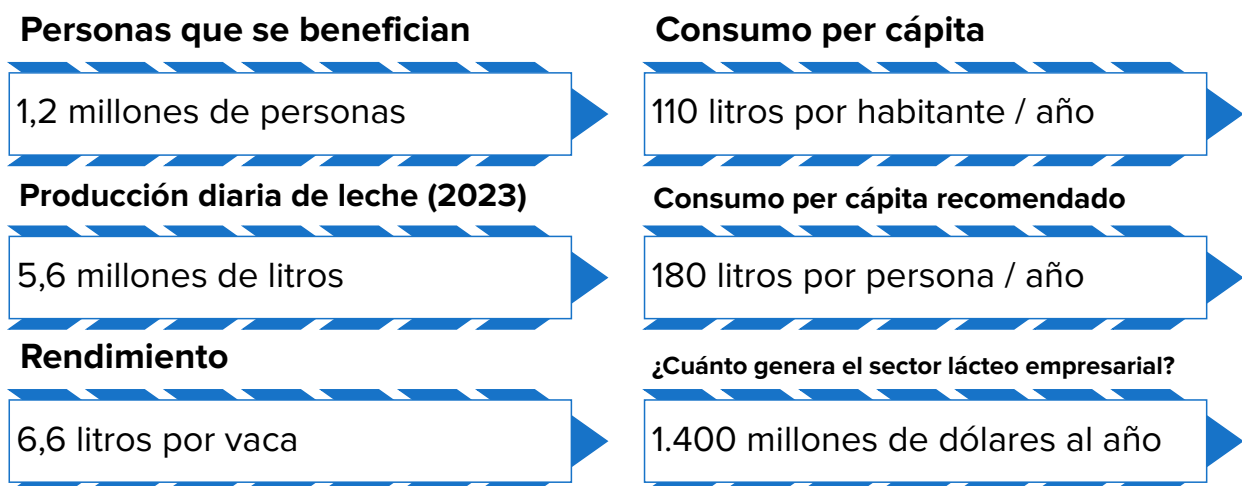 Personas que se benefician
1,2 millones de personas
Producción diaria de leche (2023)
5,6 millones de litros
Rendimiento
6,6 litros por vaca
Consumo per cápita
110 litros por habitante / año
Consumo per cápita recomendado
180 litros por persona / año
¿Cuánto genera el sector lácteo empresarial?
1.400 millones de dólares al año